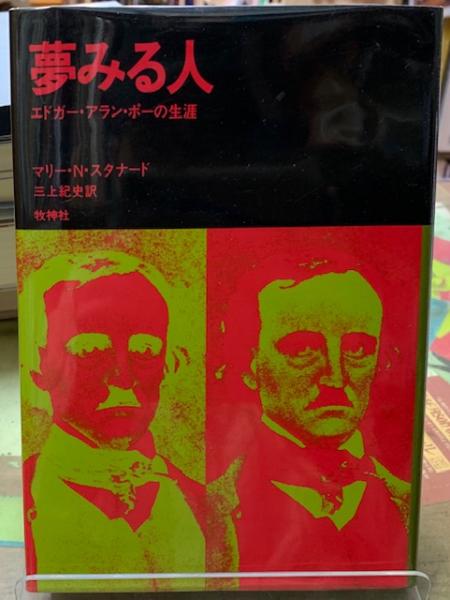 夢みる人
エドガー・アラン・ポーの生涯
マリー・N・スタナード
三上紀史訳
牧神社